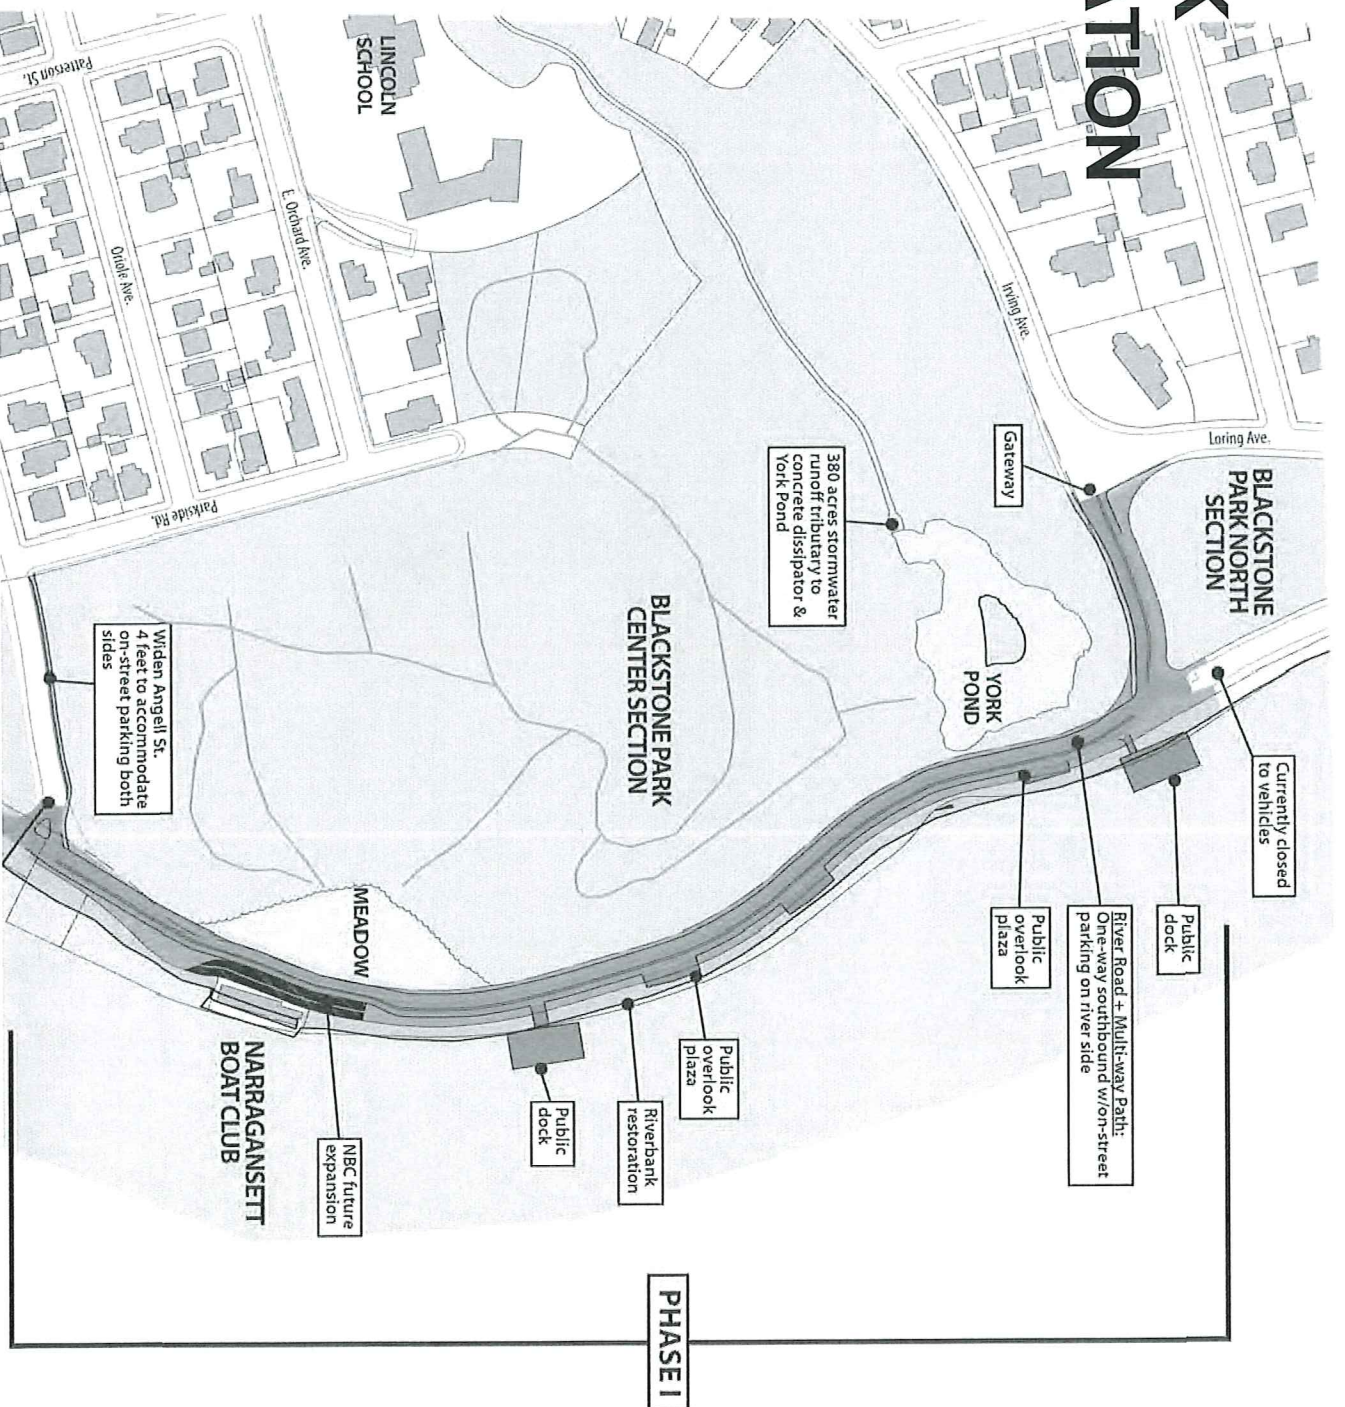 K
ATION
LINCOLN
SCHOOL
Patterson St.
E. Orchard Ave.
Oriole Ave.
Parkside Rd.
Irving Ave.
Loring Ave.
Gateway
BLACKSTONE
PARK NORTH
SECTION
380 acres stormwater
runoff tributary to
concrete dissipator &
York Pond
YORK
POND
Currently closed
to vehicles
Public
dock
River Road + Multi-way Path:
One-way southbound w/on-street
parking on river side
Public
overlook
plaza
BLACKSTONE PARK
CENTER SECTION
Widen Angell St.
4 feet to accommodate
on-street parking both
sides
MEADOW
Public
overlook
plaza
Riverbank
restoration
Public
dock
NBC future
expansion
NARRAGANSETT
BOAT CLUB
PHASE I